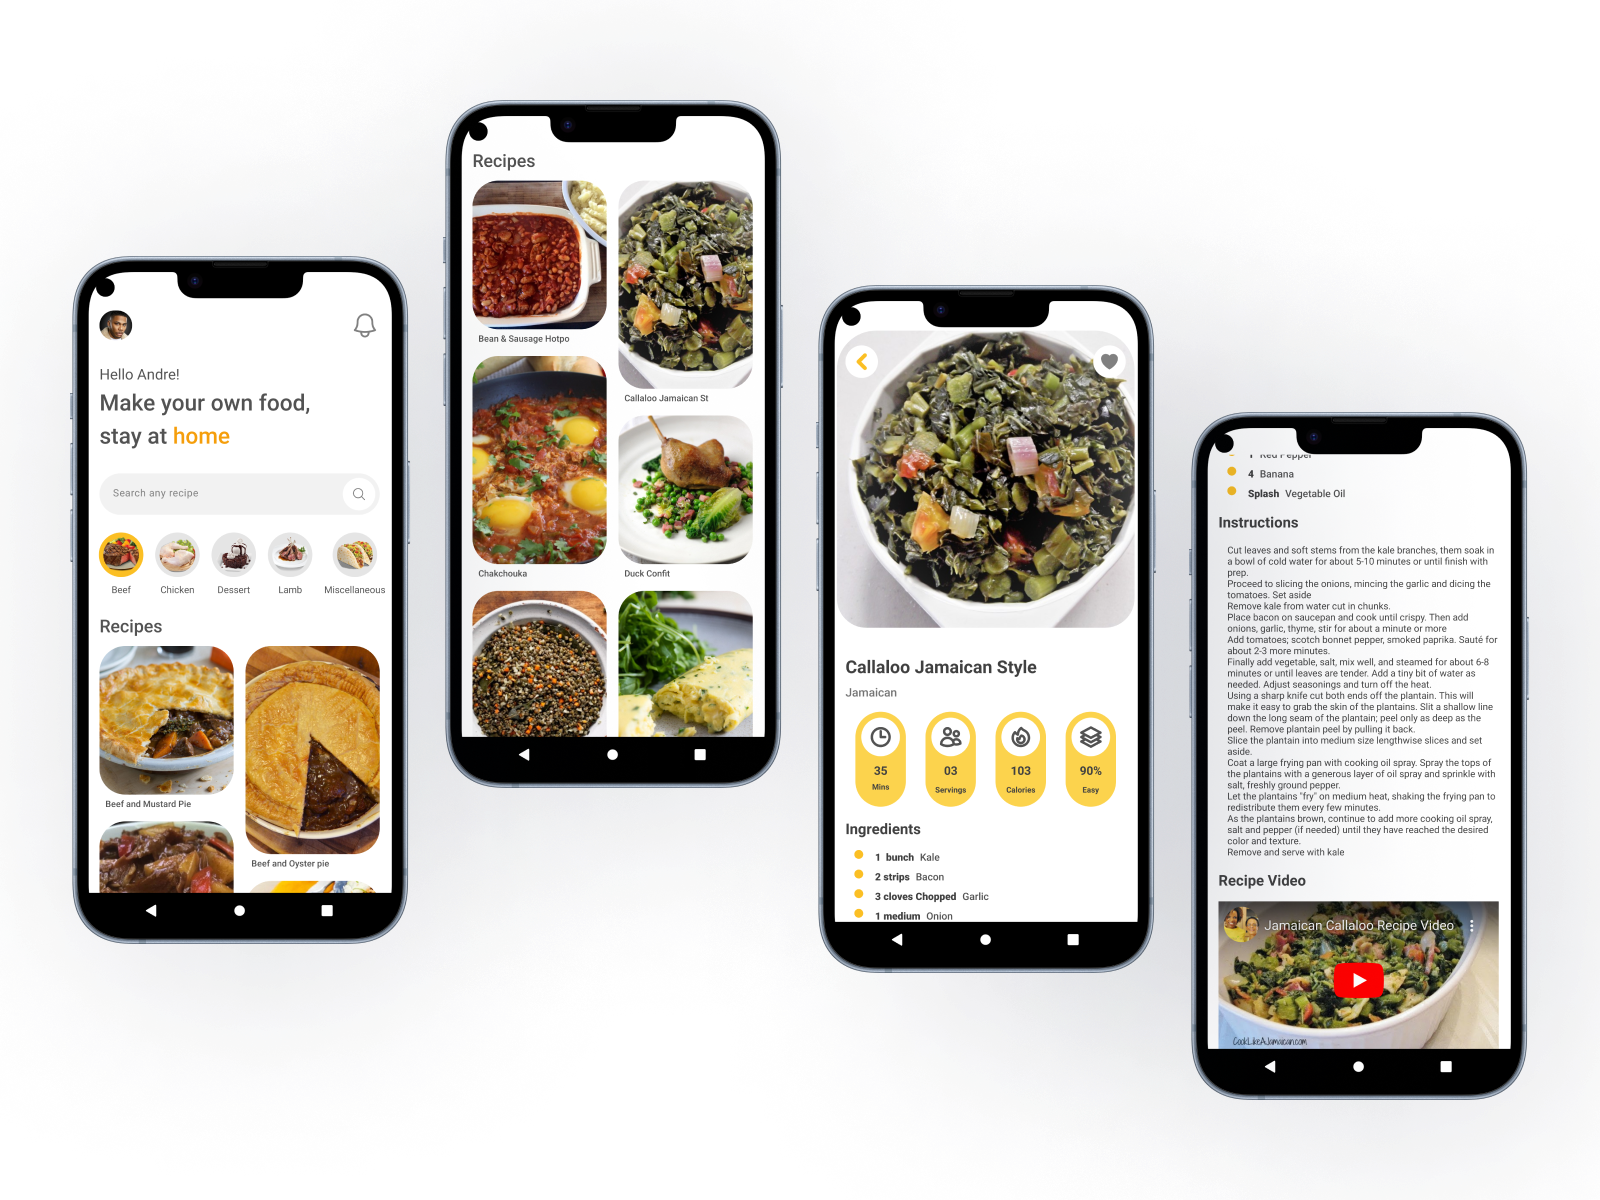 Hello Andre!
Make your own food,
stay at home
Search any recipe
Beef
Chicken
Dessert
Lamb
Miscellaneous
Recipes
Beef and Mustard Pie
Beef and Oyster pie
Recipes
Bean & Sausage Hotpo
Callaloo Jamaican St
Chakchouka
Duck Confit
Callaloo Jamaican Style
Jamaican
35
Mins
03
Servings
103
Calories
90%
Easy
Ingredients
1 bunch Kale
2 strips Bacon
3 cloves Chopped Garlic
1 medium Onion
1 Red Pepper
4 Banana
Splash Vegetable Oil
Instructions
Cut leaves and soft stems from the kale branches, them soak in
a bowl of cold water for about 5-10 minutes or until finish with
prep.
Proceed to slicing the onions, mincing the garlic and dicing the
tomatoes. Set aside
Remove kale from water cut in chunks.
Place bacon on saucepan and cook until crispy. Then add
onions, garlic, thyme, stir for about a minute or more
Add tomatoes; scotch bonnet pepper, smoked paprika. Sauté for
about 2-3 more minutes.
Finally add vegetable, salt, mix well, and steamed for about 6-8
minutes or until leaves are tender. Add a tiny bit of water as
needed. Adjust seasonings and turn off the heat.
Using a sharp knife cut both ends off the plantain. This will
make it easy to grab the skin of the plantains. Slit a shallow line
down the long seam of the plantain; peel only as deep as the
peel. Remove plantain peel by pulling it back.
Slice the plantain into medium size lengthwise slices and set
aside.
Coat a large frying pan with cooking oil spray. Spray the tops of
the plantains with a generous layer of oil spray and sprinkle with
salt, freshly ground pepper.
Let the plantains "fry" on medium heat, shaking the frying pan to
redistribute them every few minutes.
As the plantains brown, continue to add more cooking oil spray,
salt and pepper (if needed) until they have reached the desired
color and texture.
Remove and serve with kale
Recipe Video
Jamaican Callaloo Recipe Video
CookLikeAJamaican.com